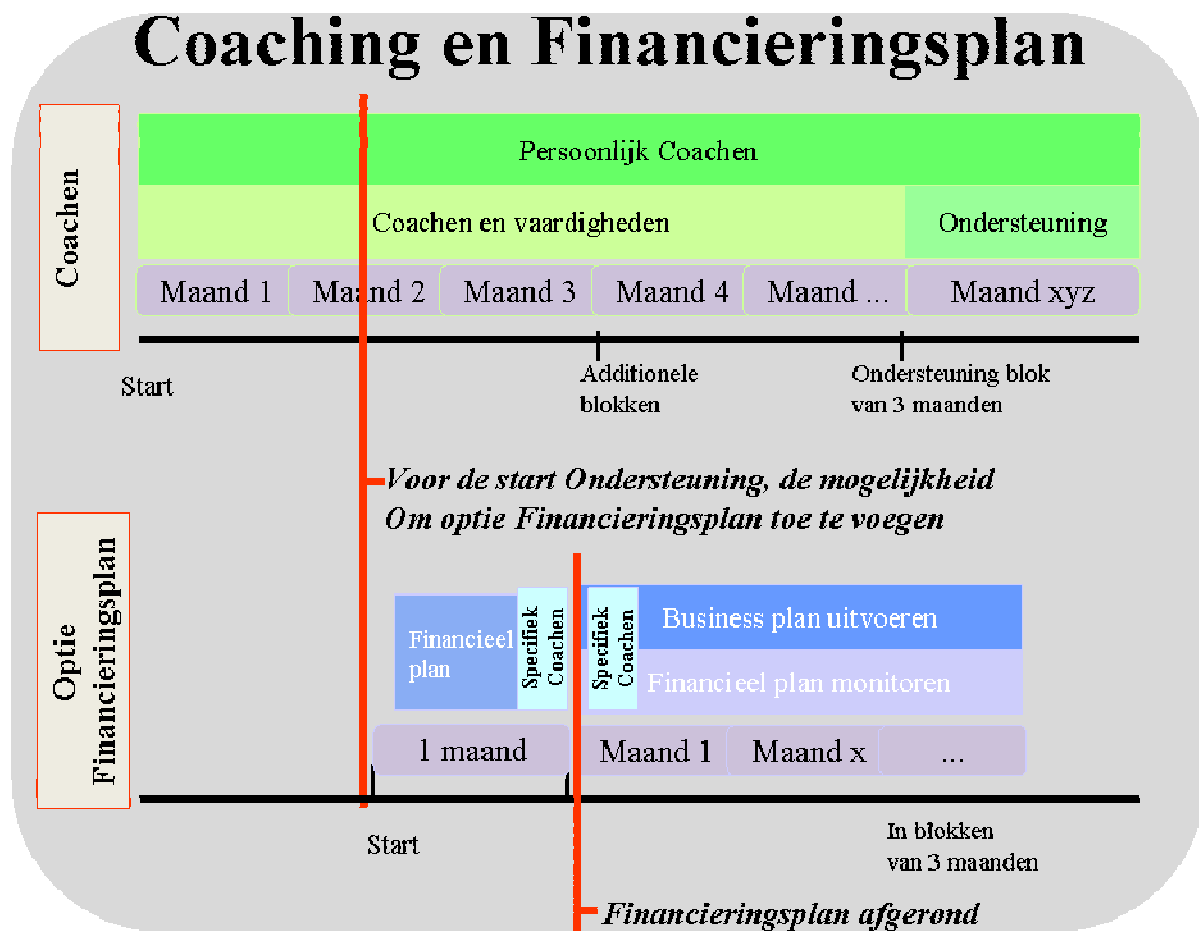 Coaching en Financieringsplan
Coachen
Persoonlijk Coachen
Coachen en vaardigheden
Ondersteuning
Maand 1
Maand 2
Maand 3
Maand 4
Maand ...
Maand xyz
Start
Additionele
blokken
Ondersteuning blok
van 3 maanden
Voor de start Ondersteuning, de mogelijkheid
Om optie Financieringsplan toe te voegen
Optie
Financieringsplan
Financieel
plan
Specifiek
Coachen
Specifiek
Coachen
Business plan uitvoeren
Financieel plan monitoren
1 maand
Maand 1
Maand x
...
Start
In blokken
van 3 maanden
Financieringsplan afgerond